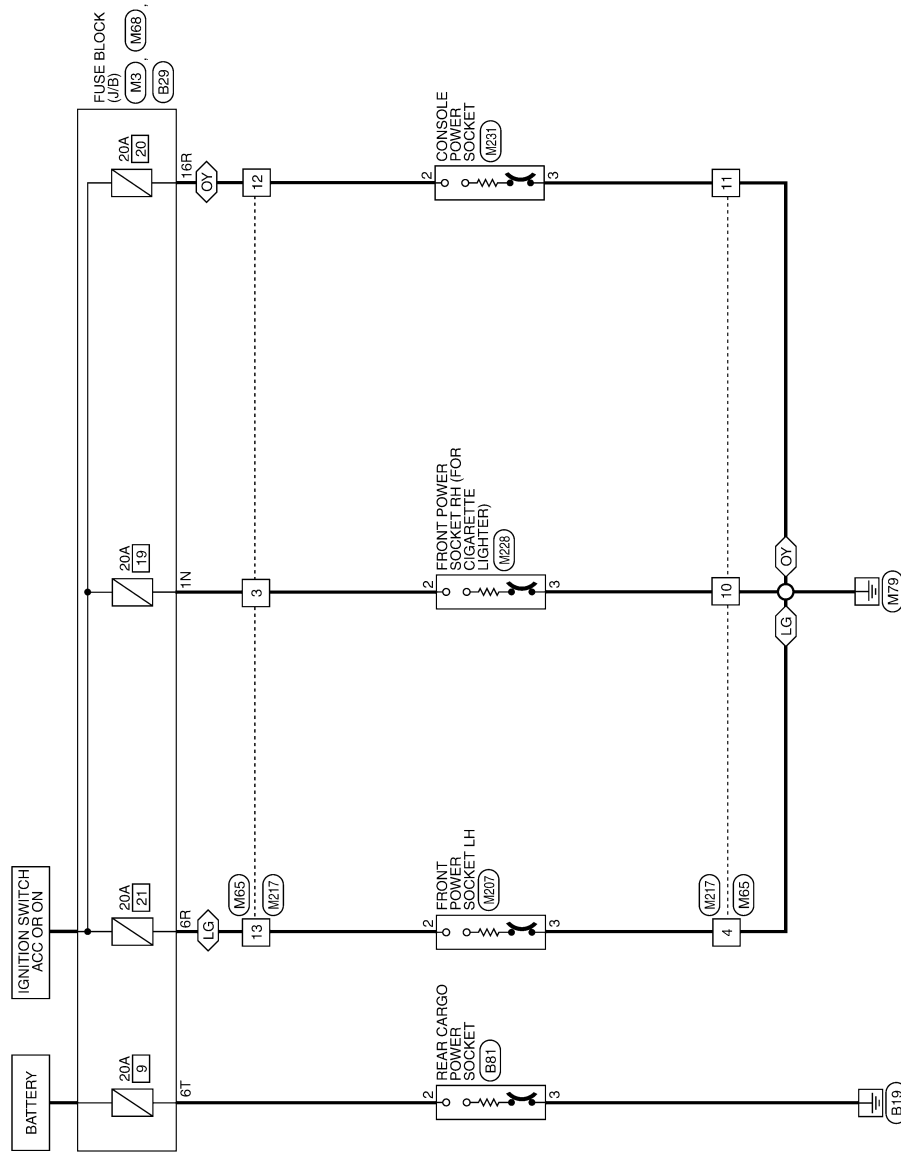 BATTERY
IGNITION SWITCH
ACC OR ON
FUSE BLOCK
(J/B)
M3 , M68 ,
B29
20A
9
20A
21
20A
19
20A
20
6T
6R
1N
16R
LG
OY
13
M65
M217
3
12
2
REAR CARGO
POWER
SOCKET
B81
3
2
FRONT
POWER
SOCKET LH
M207
3
2
FRONT POWER
SOCKET RH (FOR
CIGARETTE
LIGHTER)
M228
3
2
CONSOLE
POWER
SOCKET
M231
3
4
M217
M65
10
11
LG
OY
B19
M79